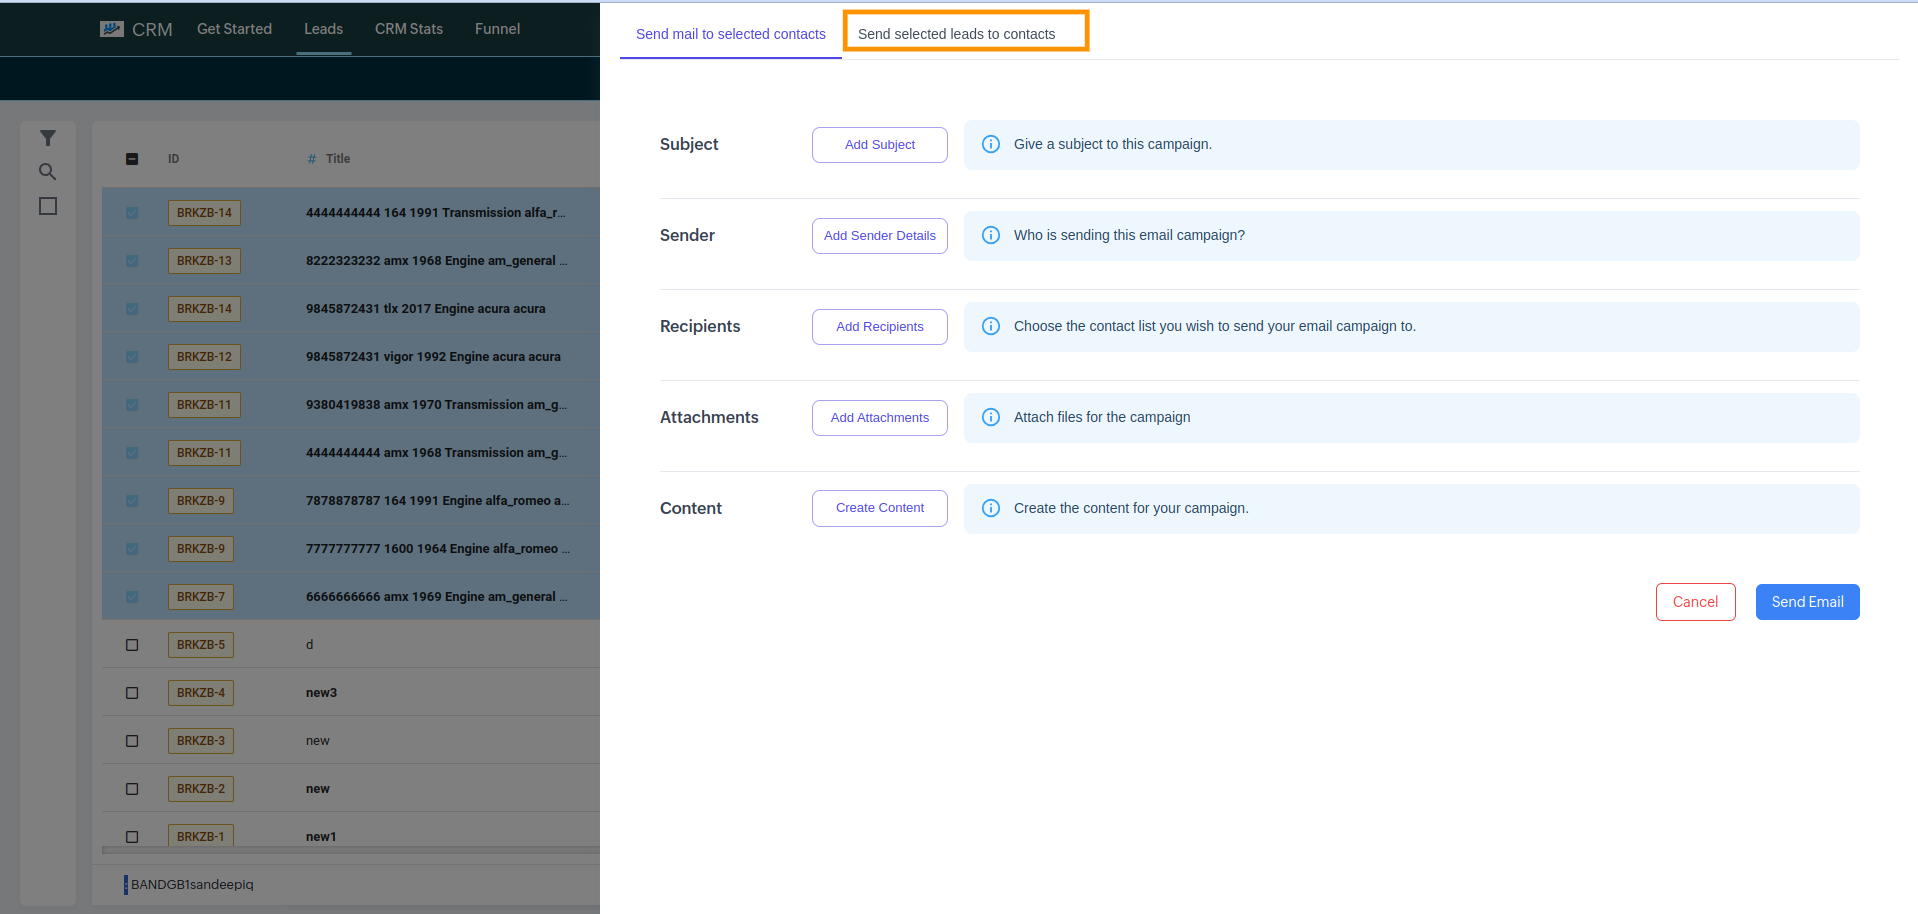 CRM Get Started Leads CRM Stats Funnel
ID # Title
BRKZB-14 4444444444 164 1991 Transmission alfa_r...
BRKZB-13 8222323232 amx 1968 Engine am_general ...
BRKZB-14 9845872431 tlx 2017 Engine acura acura
BRKZB-12 9845872431 vigor 1992 Engine acura acura
BRKZB-11 9380419838 amx 1970 Transmission am_g...
BRKZB-11 4444444444 amx 1968 Transmission am_g...
BRKZB-9 7878878787 164 1991 Engine alfa_romeo a...
BRKZB-9 7777777777 1600 1964 Engine alfa_romeo ...
BRKZB-7 6666666666 amx 1969 Engine am_general ...
BRKZB-5 d
BRKZB-4 new3
BRKZB-3 new
BRKZB-2 new
BRKZB-1 new1
BANDGB1sandeepiq
Send mail to selected contacts Send selected leads to contacts
Subject Add Subject Give a subject to this campaign.
Sender Add Sender Details Who is sending this email campaign?
Recipients Add Recipients Choose the contact list you wish to send your email campaign to.
Attachments Add Attachments Attach files for the campaign
Content Create Content Create the content for your campaign.
Cancel Send Email